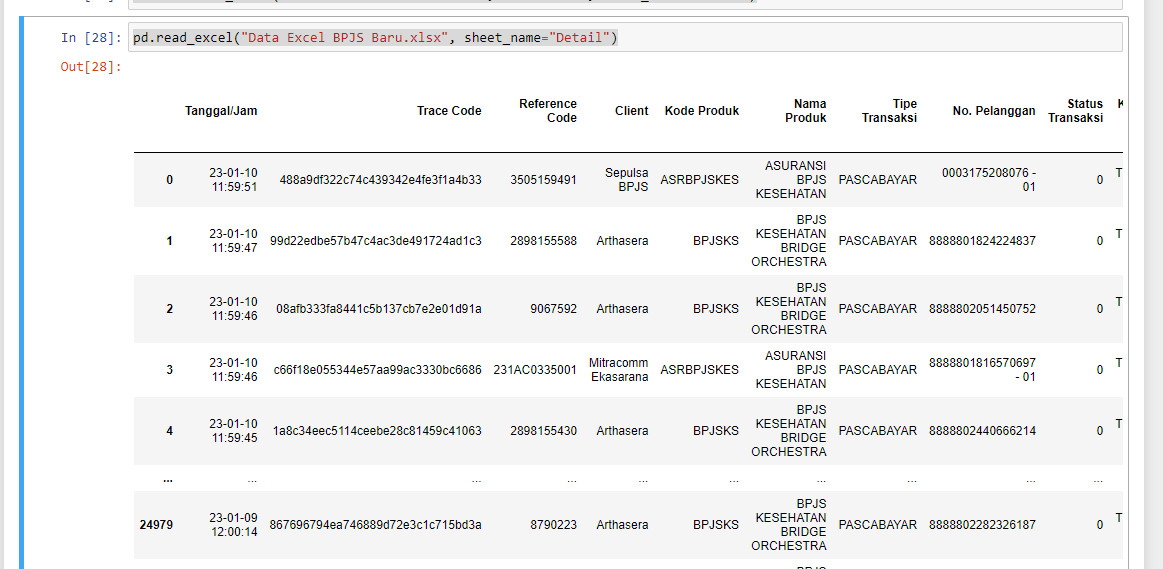 In [28]: pd.read_excel("Data Excel BPJS Baru.xlsx", sheet_name="Detail")
Out[28]:
Tanggal/Jam Trace Code Reference Code Client Kode Produk Nama Produk Tipe Transaksi No. Pelanggan Status Transaksi K
0 23-01-10 11:59:51 488a9df322c74c439342e4fe3f1a4b33 3505159491 Sepulsa BPJS ASRBPJSKES ASURANSI BPJS KESEHATAN PASCABAYAR 0003175208076 - 01 0 T
1 23-01-10 11:59:47 99d22edbe57b47c4ac3de491724ad1c3 2898155588 Arthasera BPJSKS BPJS KESEHATAN BRIDGE ORCHESTRA PASCABAYAR 8888801824224837 0 T
2 23-01-10 11:59:46 08afb333fa8441c5b137cb7e2e01d91a 9067592 Arthasera BPJSKS BPJS KESEHATAN BRIDGE ORCHESTRA PASCABAYAR 8888802051450752 0 T
3 23-01-10 11:59:46 c66f18e055344e57aa99ac3330bc6686 231AC0335001 Mitracomm Ekasarana ASRBPJSKES ASURANSI BPJS KESEHATAN PASCABAYAR 8888801816570697 - 01 0 T
4 23-01-10 11:59:45 1a8c34eec5114ceebe28c81459c41063 2898155430 Arthasera BPJSKS BPJS KESEHATAN BRIDGE ORCHESTRA PASCABAYAR 8888802440666214 0 T
... ... ... ... ... ... ... ... ... ...
24979 23-01-09 12:00:14 867696794ea746889d72e3c1c715bd3a 8790223 Arthasera BPJSKS BPJS KESEHATAN BRIDGE ORCHESTRA PASCABAYAR 8888802282326187 0 T